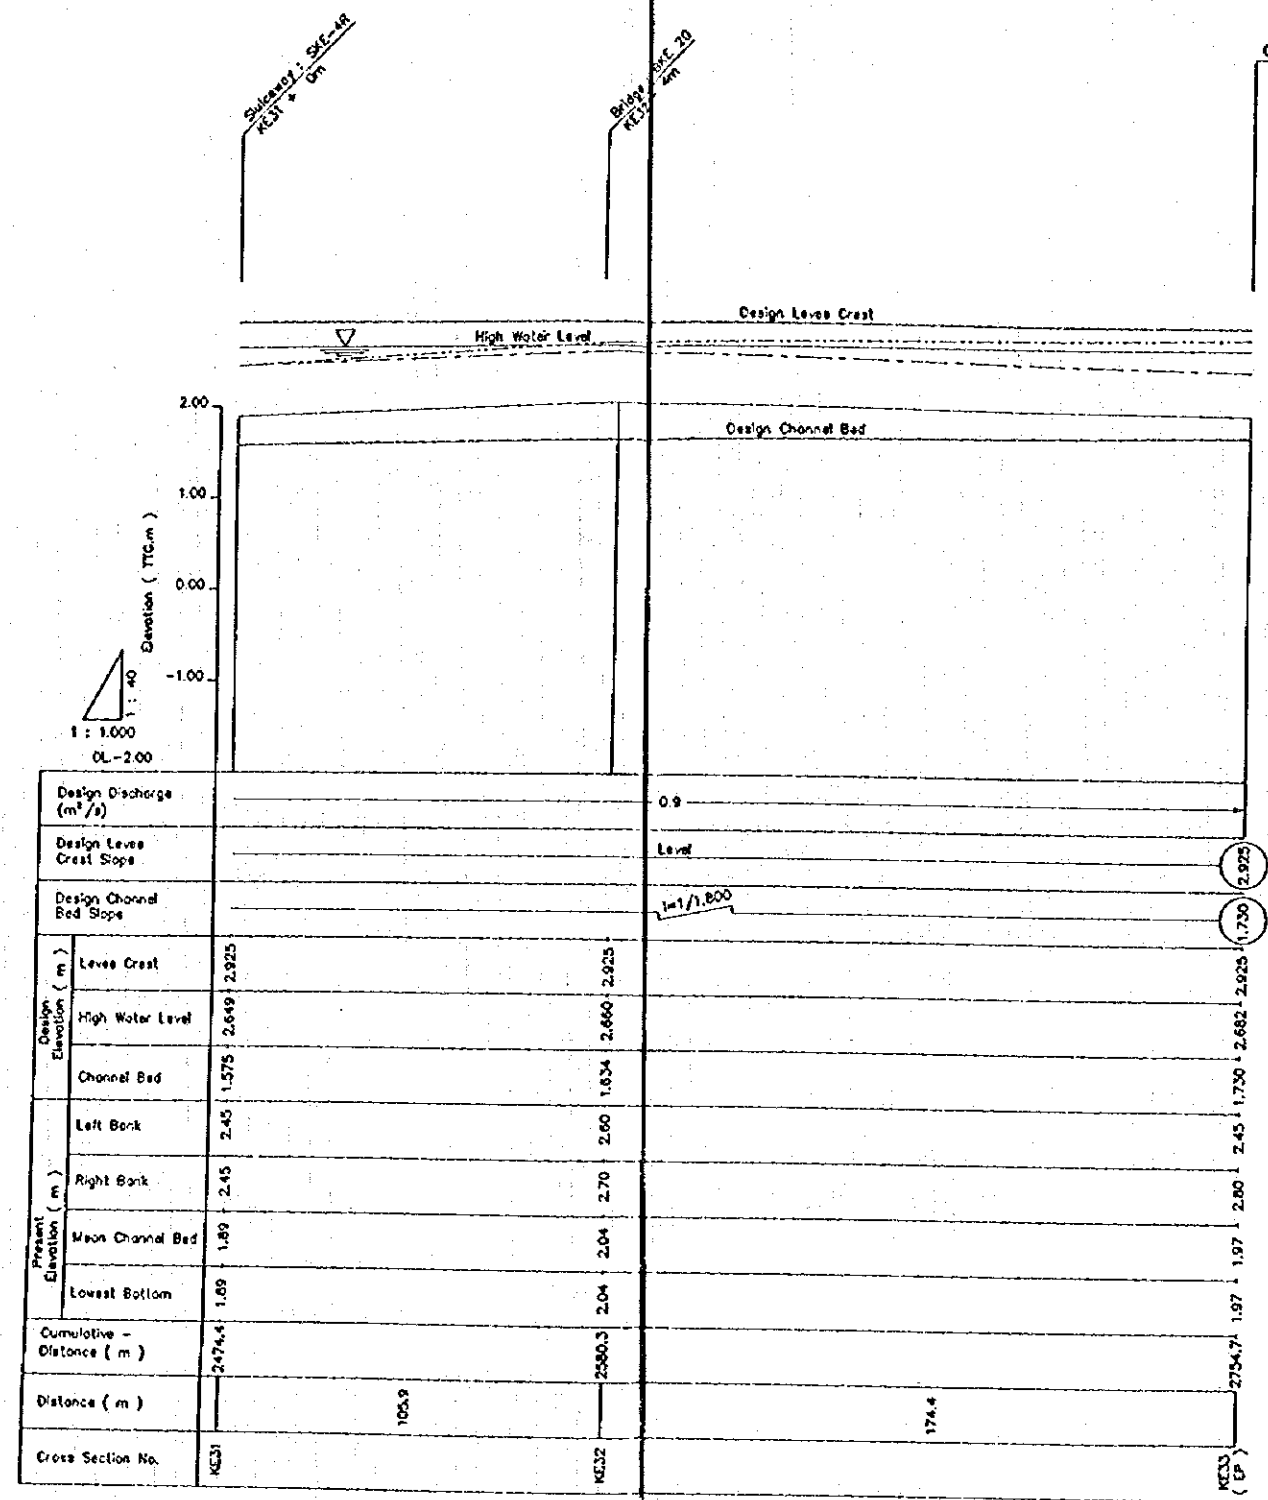 Sluiceway : SKE-4R
KE31 + 0m
Bridge : BKE 20
KE32 - 4m
Design Levee Crest
High Water Level
Design Channel Bed
2.00
1.00
0.00
-1.00
Elevation ( TTG.m )
1 : 40
1 : 1.000
DL.-2.00
Design Discharge
(m³/s)
0.9
Design Levee
Crest Slope
Level
2.925
Design Channel
Bed Slope
I=1/1.800
1.730
Design
Elevation ( m )
Levee Crest
2.925
2.925
2.925
High Water Level
2.649
2.660
2.682
Channel Bed
1.575
1.634
1.730
Present
Elevation ( m )
Left Bank
2.45
2.60
2.45
Right Bank
2.45
2.70
2.80
Mean Channel Bed
1.89
2.04
1.97
Lowest Bottom
1.89
2.04
1.97
Cumulative -
Distance ( m )
2474.4
2580.3
2754.7
Distance ( m )
105.9
174.4
Cross Section No.
KE31
KE32
KE33
( EP )